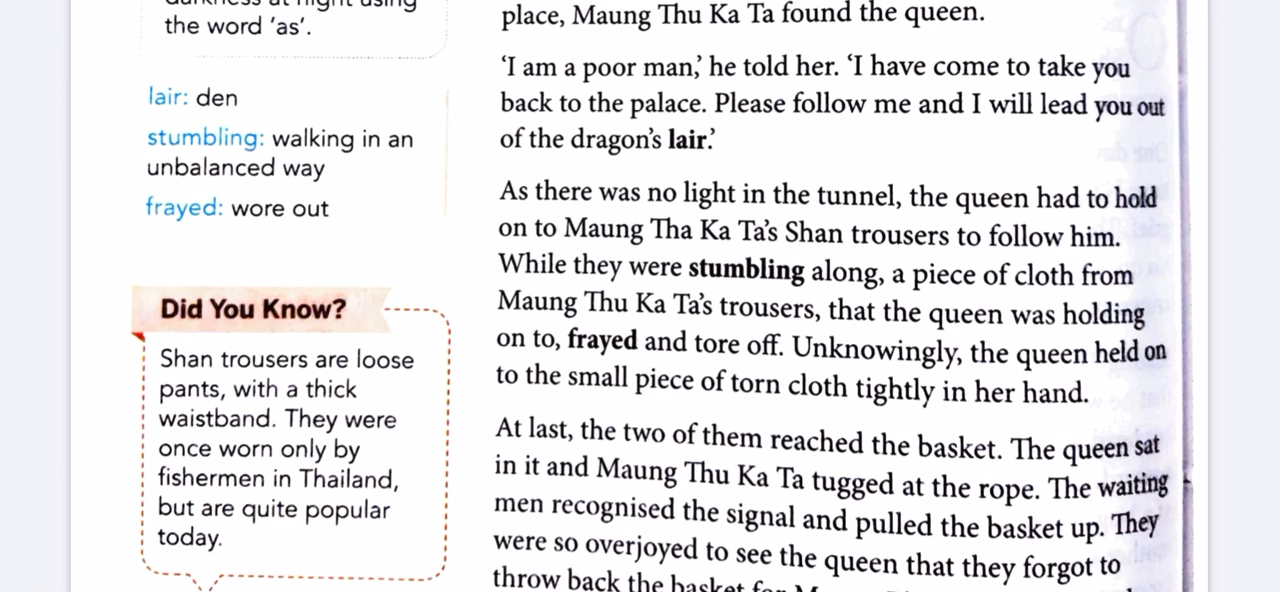 the word 'as'.
lair: den
stumbling: walking in an
unbalanced way
frayed: wore out
Did You Know?
Shan trousers are loose
pants, with a thick
waistband. They were
once worn only by
fishermen in Thailand,
but are quite popular
today.
place, Maung Thu Ka Ta found the queen.
'I am a poor man,' he told her. 'I have come to take you
back to the palace. Please follow me and I will lead you out
of the dragon's lair.'
As there was no light in the tunnel, the queen had to hold
on to Maung Tha Ka Ta's Shan trousers to follow him.
While they were stumbling along, a piece of cloth from
Maung Thu Ka Ta's trousers, that the queen was holding
on to, frayed and tore off. Unknowingly, the queen held on
to the small piece of torn cloth tightly in her hand.
At last, the two of them reached the basket. The queen sat
in it and Maung Thu Ka Ta tugged at the rope. The waiting
men recognised the signal and pulled the basket up. They
were so overjoyed to see the queen that they forgot to
throw back the basket for